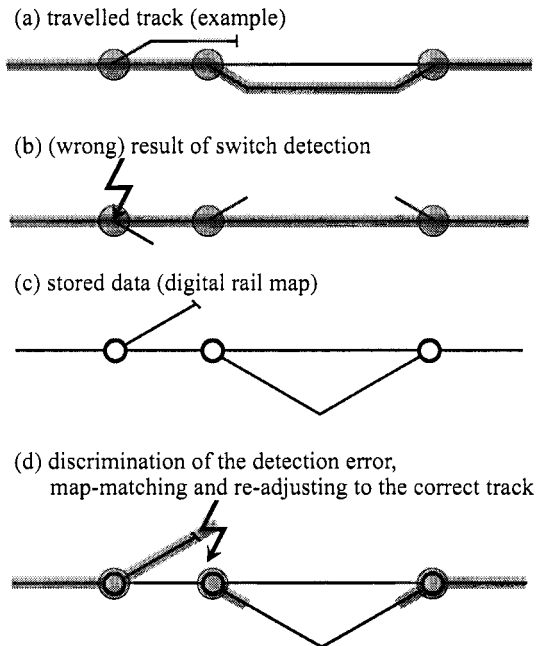 (a) travelled track (example)
(b) (wrong) result of switch detection
(c) stored data (digital rail map)
(d) discrimination of the detection error,
map-matching and re-adjusting to the correct track